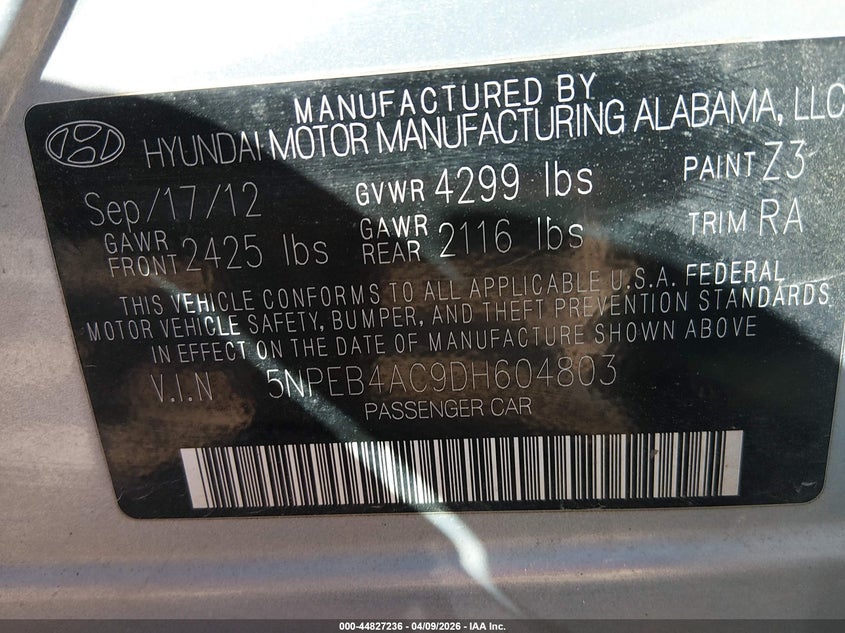 MANUFACTURED BY
HYUNDAI MOTOR MANUFACTURING ALABAMA, LLC
Sep/17/12 GVWR 4299 lbs PAINT Z3
GAWR FRONT 2425 lbs GAWR REAR 2116 lbs TRIM RA
THIS VEHICLE CONFORMS TO ALL APPLICABLE U.S.A. FEDERAL
MOTOR VEHICLE SAFETY, BUMPER, AND THEFT PREVENTION STANDARDS
IN EFFECT ON THE DATE OF MANUFACTURE SHOWN ABOVE
V.I.N 5NPEB4AC9DH604803
PASSENGER CAR
000-44827236 | 04/09/2026 | IAA Inc.